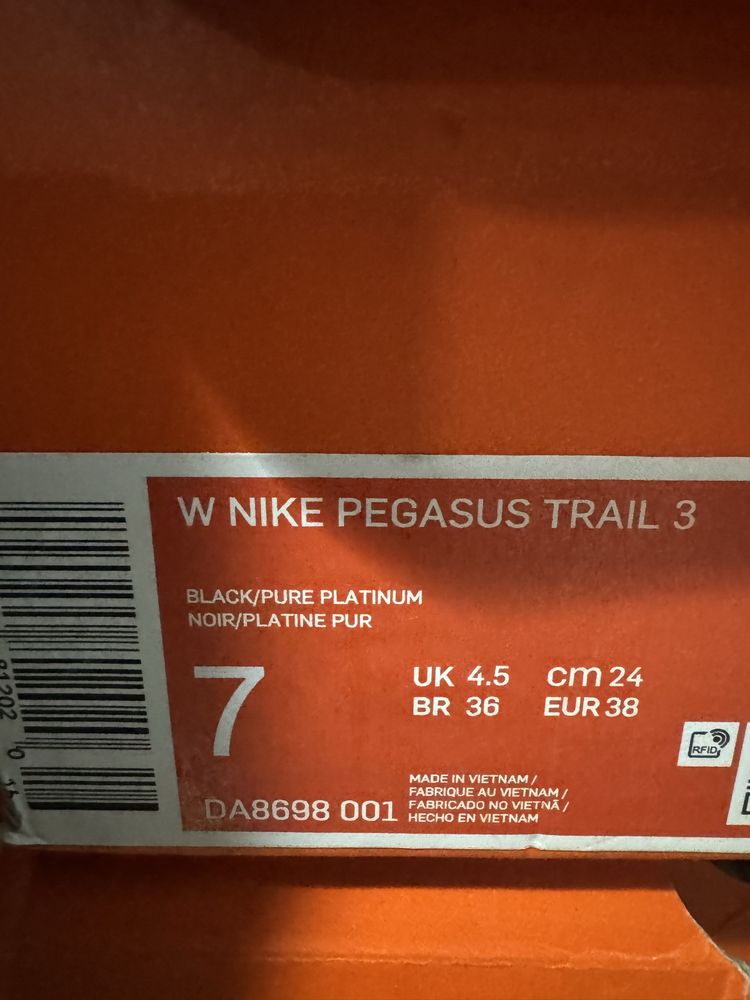 W NIKE PEGASUS TRAIL 3
BLACK/PURE PLATINUM
NOIR/PLATINE PUR
7
UK 4.5 cm 24
BR 36 EUR 38
RFID
MADE IN VIETNAM /
FABRIQUE AU VIETNAM /
FABRICADO NO VIETNÃ /
HECHO EN VIETNAM
DA8698 001